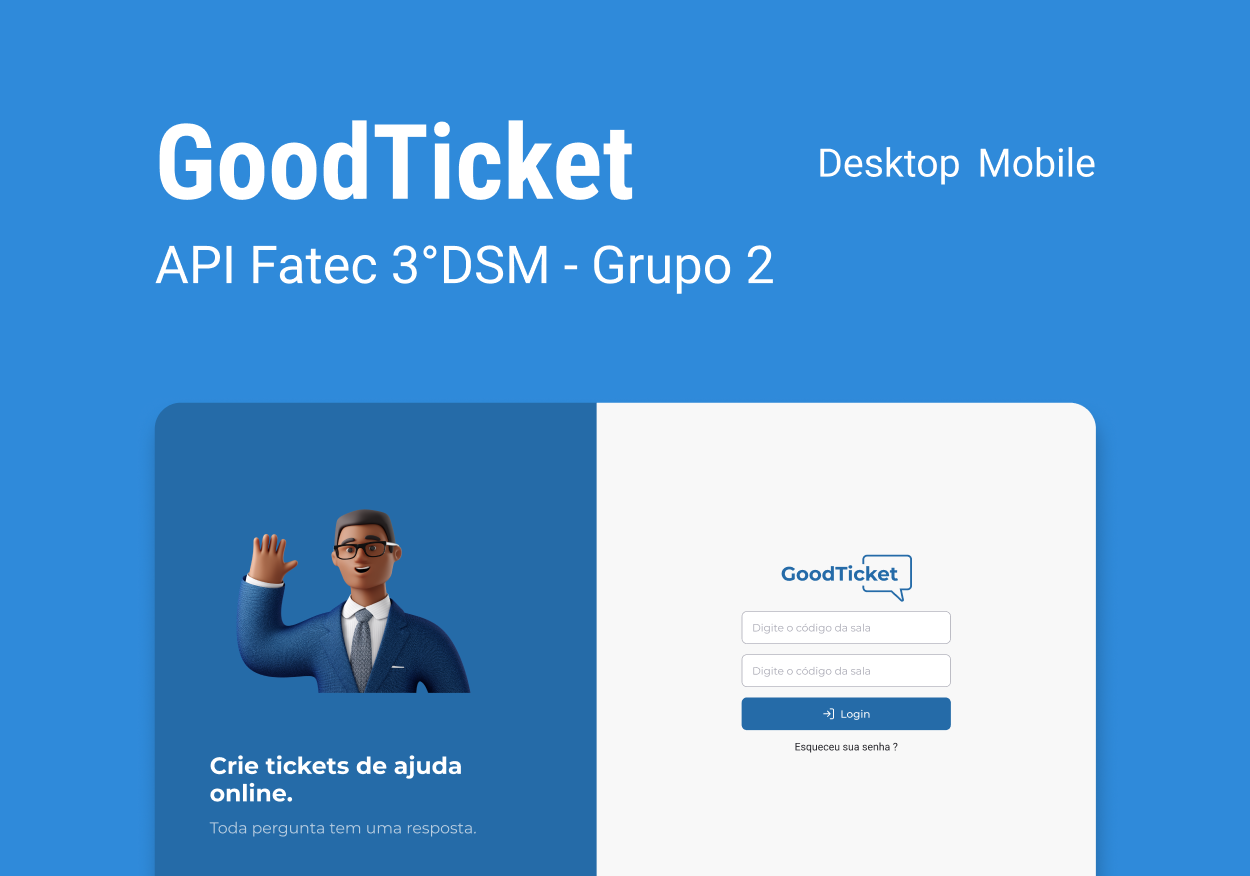 GoodTicket
Desktop Mobile
API Fatec 3°DSM - Grupo 2
GoodTicket
Digite o código da sala
Digite o código da sala
Login
Esqueceu sua senha ?
Crie tickets de ajuda
online.
Toda pergunta tem uma resposta.